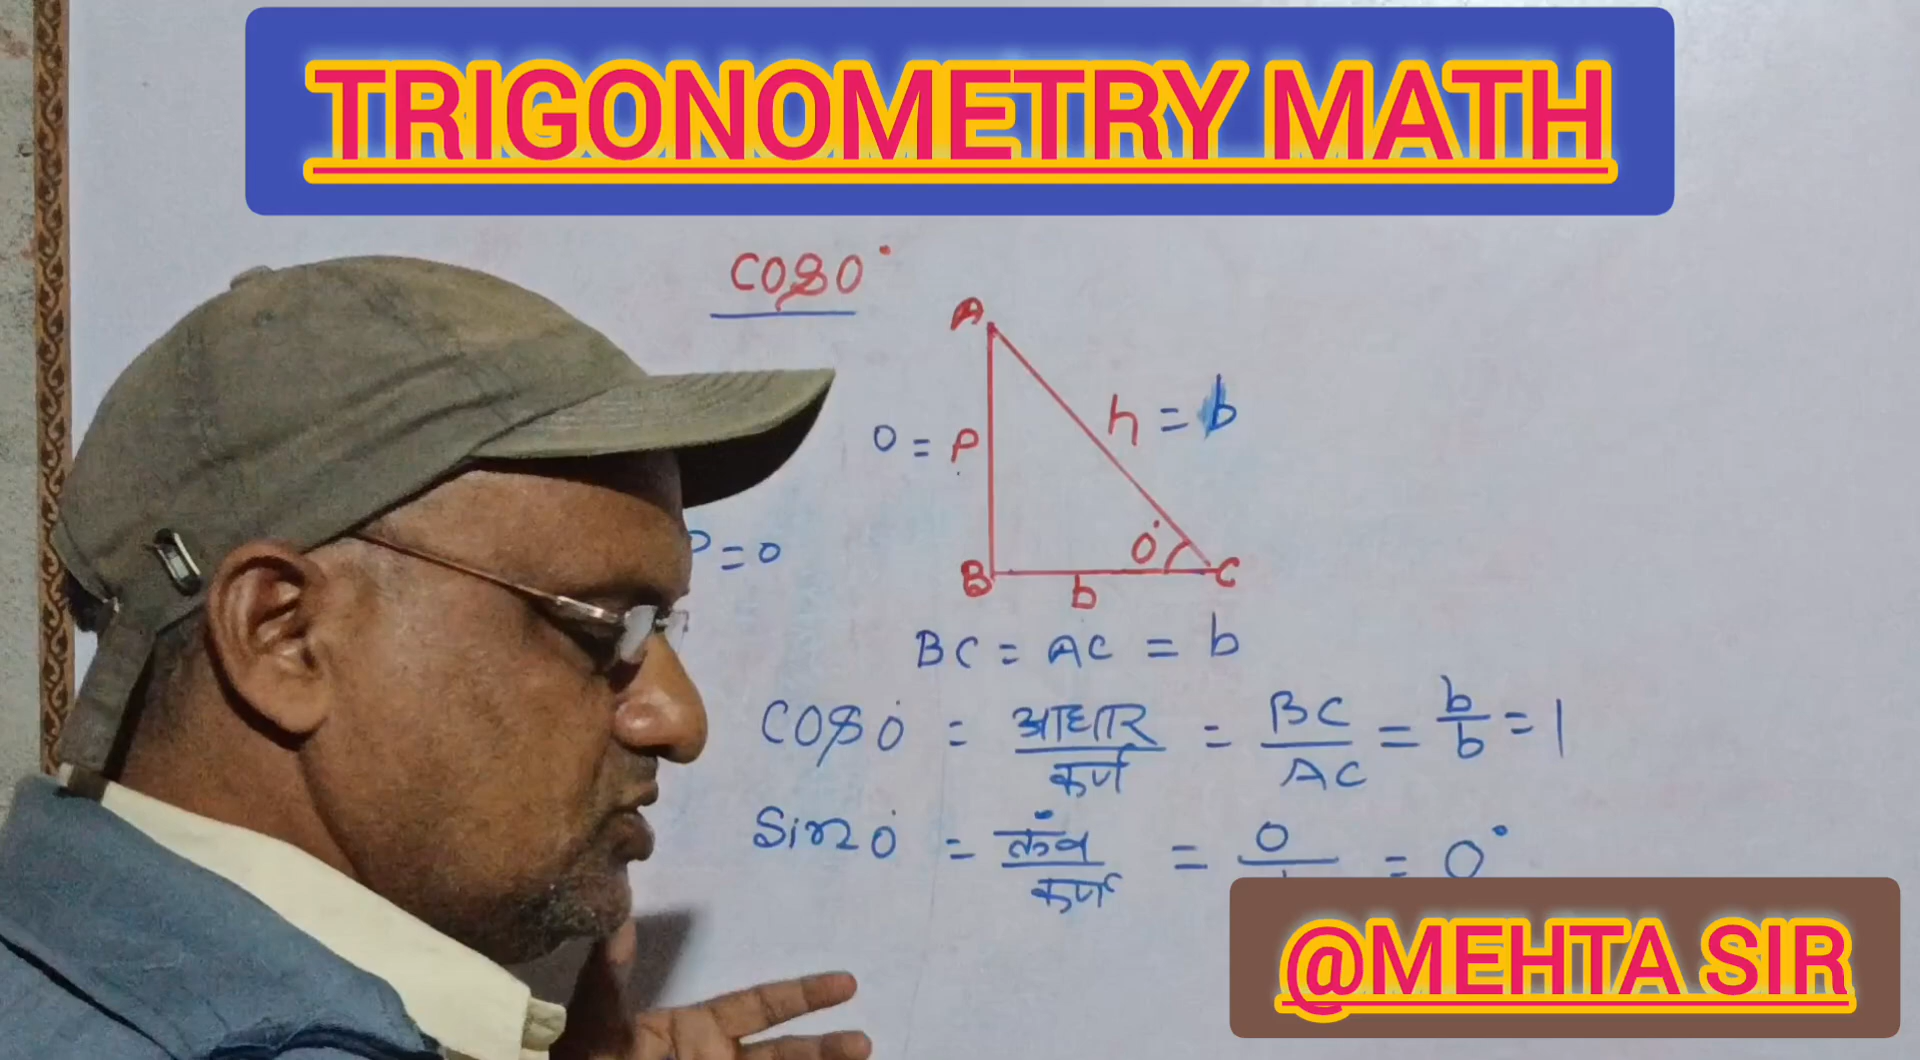 TRIGONOMETRY MATH
COS0°
A
0 = P
h = b
P = 0
0°
B
b
C
BC = AC = b
COS0° = आधार/कर्ण = BC/AC = b/b = 1
Sin0° = लंब/कर्ण = 0/ = 0°
@MEHTA SIR